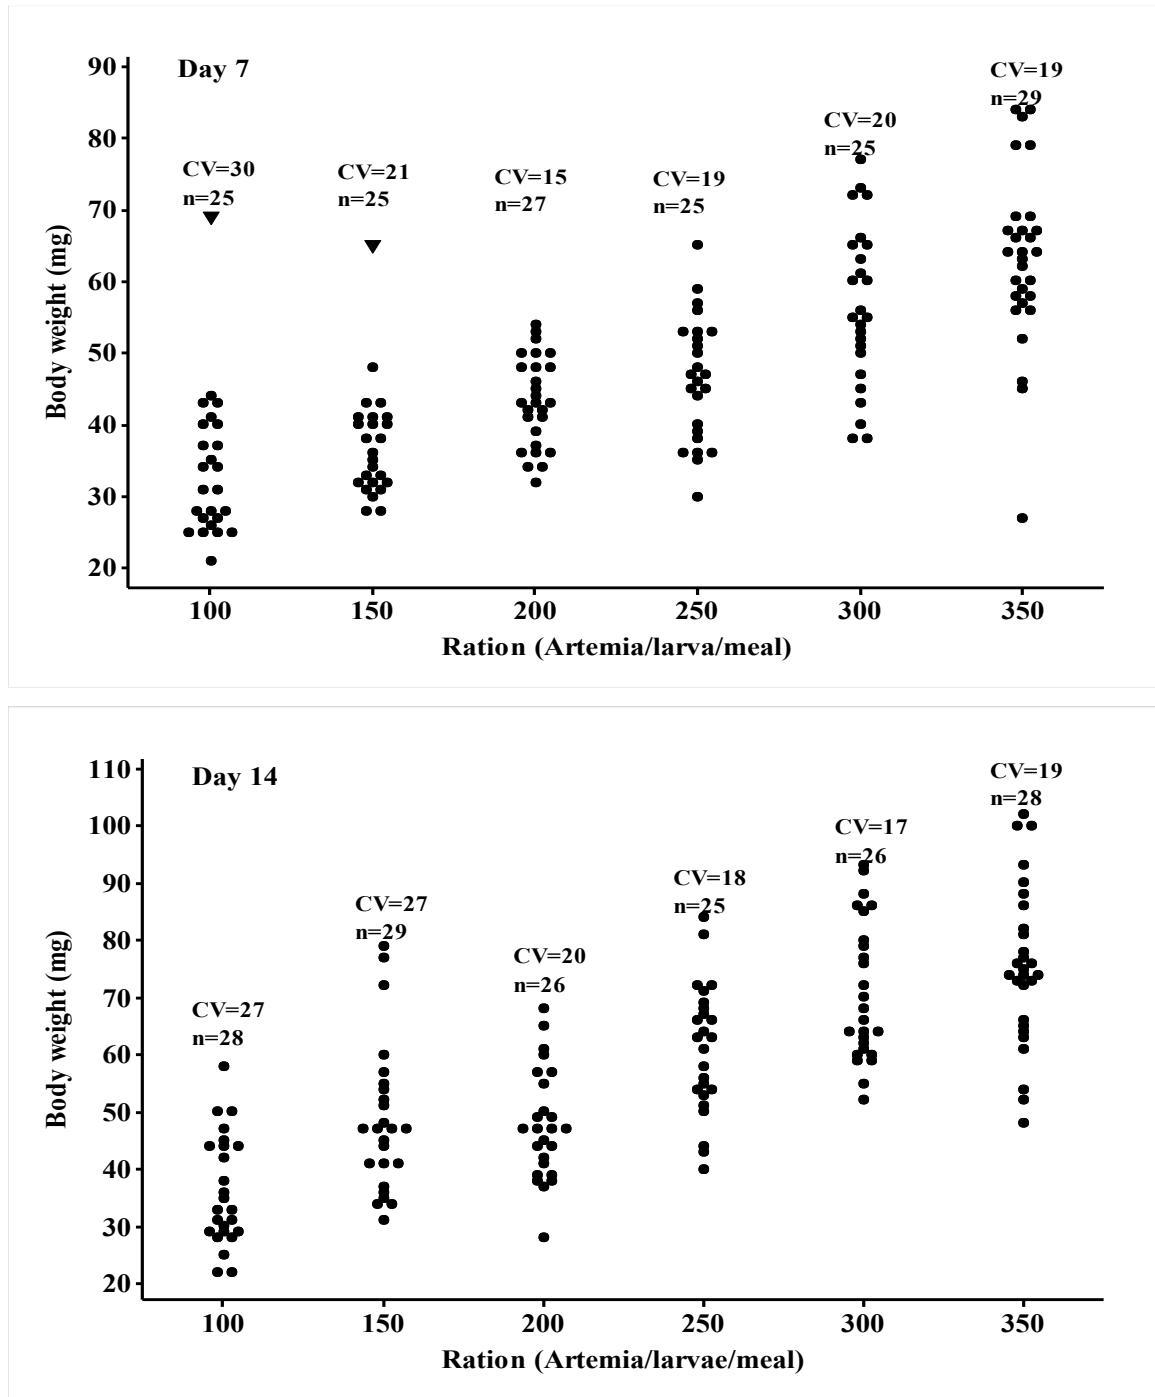 Day 7
CV=30
n=25
CV=21
n=25
CV=15
n=27
CV=19
n=25
CV=20
n=25
CV=19
n=29
90
80
70
60
50
40
30
20
Body weight (mg)
100 150 200 250 300 350
Ration (Artemia/larva/meal)
Day 14
CV=27
n=28
CV=27
n=29
CV=20
n=26
CV=18
n=25
CV=17
n=26
CV=19
n=28
110
100
90
80
70
60
50
40
30
20
Body weight (mg)
100 150 200 250 300 350
Ration (Artemia/larvae/meal)